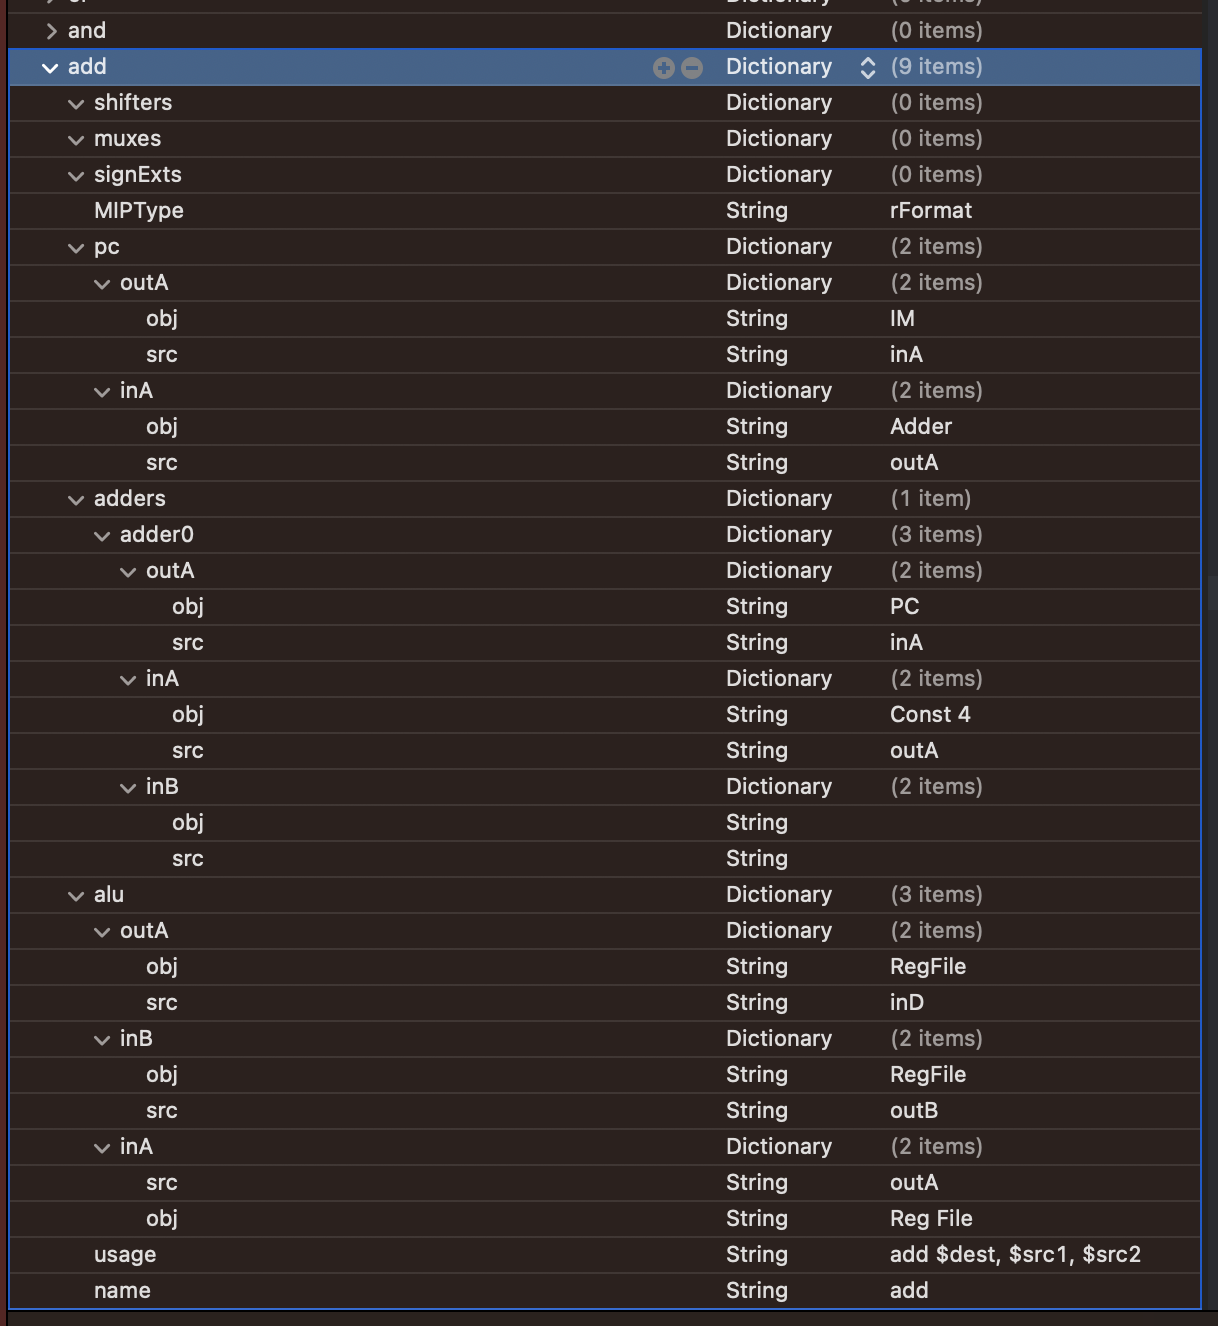 and Dictionary (0 items)
add Dictionary (9 items)
shifters Dictionary (0 items)
muxes Dictionary (0 items)
signExts Dictionary (0 items)
MIPType String rFormat
pc Dictionary (2 items)
outA Dictionary (2 items)
obj String IM
src String inA
inA Dictionary (2 items)
obj String Adder
src String outA
adders Dictionary (1 item)
adder0 Dictionary (3 items)
outA Dictionary (2 items)
obj String PC
src String inA
inA Dictionary (2 items)
obj String Const 4
src String outA
inB Dictionary (2 items)
obj String
src String
alu Dictionary (3 items)
outA Dictionary (2 items)
obj String RegFile
src String inD
inB Dictionary (2 items)
obj String RegFile
src String outB
inA Dictionary (2 items)
src String outA
obj String Reg File
usage String add $dest, $src1, $src2
name String add